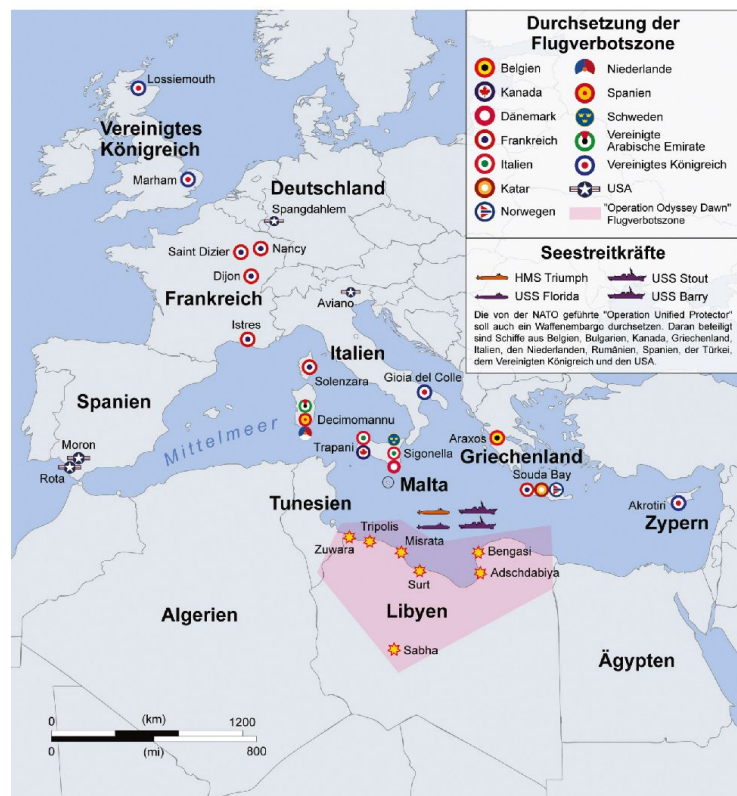 Durchsetzung der
Flugverbotszone
Belgien
Kanada
Dänemark
Frankreich
Italien
Katar
Norwegen
Niederlande
Spanien
Schweden
Vereinigte
Arabische Emirate
Vereinigtes Königreich
USA
"Operation Odyssey Dawn"
Flugverbotszone
Seestreitkräfte
HMS Triumph
USS Stout
USS Florida
USS Barry
Die von der NATO geführte "Operation Unified Protector"
soll auch ein Waffenembargo durchsetzen. Daran beteiligt
sind Schiffe aus Belgien, Bulgarien, Kanada, Griechenland,
Italien, den Niederlanden, Rumänien, Spanien, der Türkei,
dem Vereinigten Königreich und den USA.
Lossiemouth
Vereinigtes
Königreich
Marham
Deutschland
Spangdahlem
Saint Dizier
Nancy
Dijon
Frankreich
Aviano
Istres
Italien
Solenzara
Gioia del Colle
Spanien
Decimomannu
Mittelmeer
Moron
Rota
Trapani
Sigonella
Araxos
Griechenland
Malta
Souda Bay
Akrotiri
Zypern
Tunesien
Tripolis
Zuwara
Misrata
Bengasi
Surt
Adschdabiya
Algerien
Libyen
Sabha
Ägypten
0
(km)
1200
0
(mi)
800